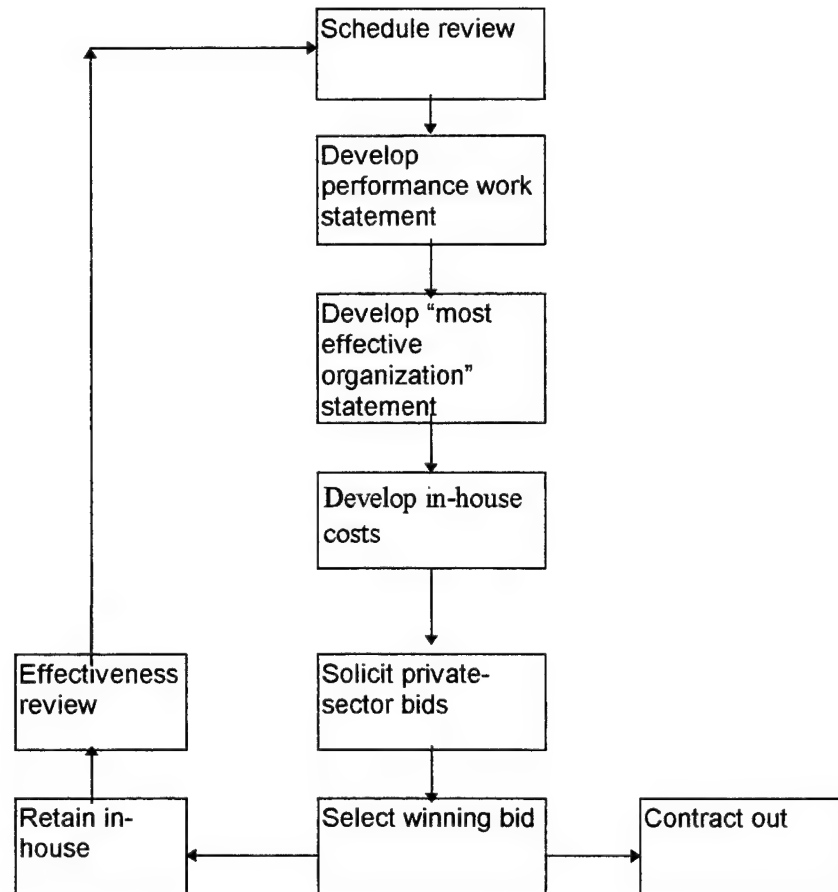 Schedule review
Develop
performance work
statement
Develop “most
effective
organization”
statement
Develop in-house
costs
Effectiveness
review
Solicit private-
sector bids
Retain in-
house
Select winning bid
Contract out